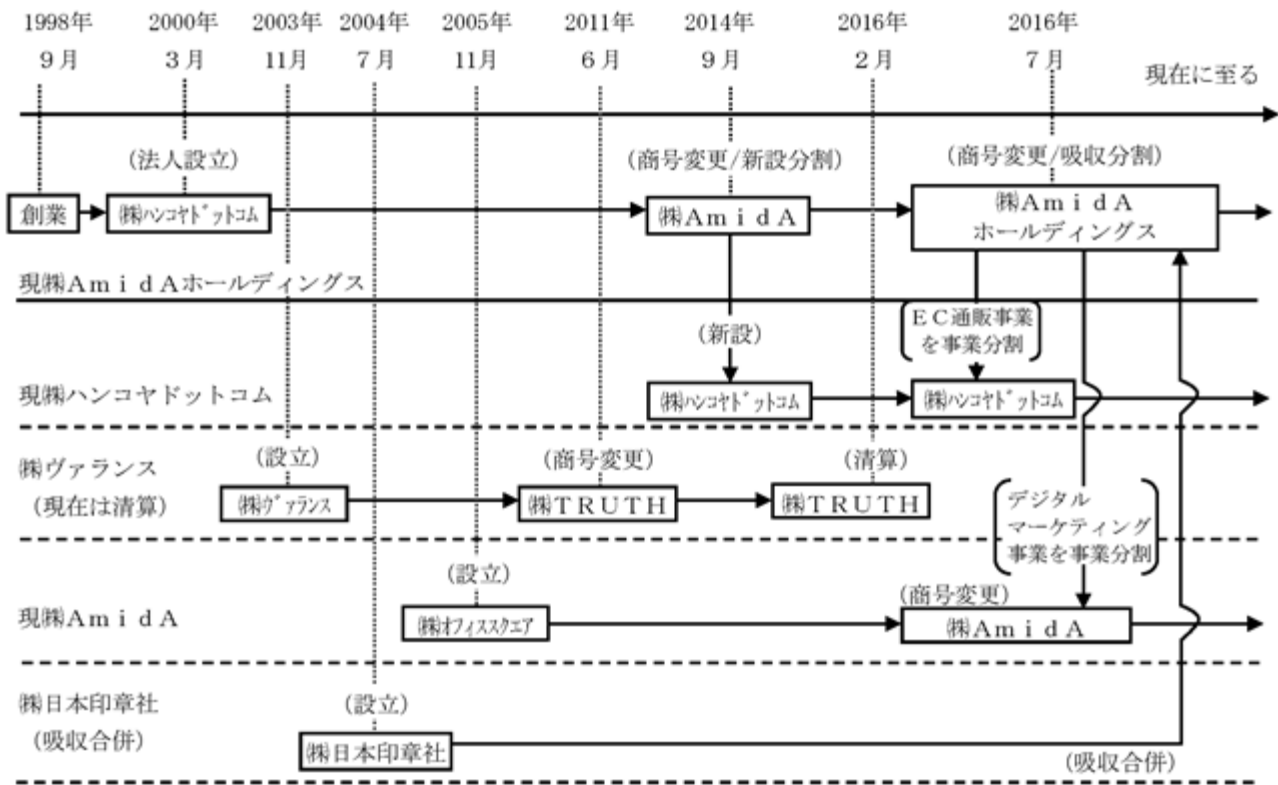 1998年
9月
2000年
3月
2003年
11月
2004年
7月
2005年
11月
2011年
6月
2014年
9月
2016年
2月
2016年
7月
現在に至る
(法人設立)
(商号変更/新設分割)
(商号変更/吸収分割)
創業
㈱ハンコヤドットコム
㈱AmidA
㈱AmidA
ホールディングス
現㈱AmidAホールディングス
(新設)
EC通販事業
を事業分割
現㈱ハンコヤドットコム
㈱ハンコヤドットコム
㈱ハンコヤドットコム
㈱ヴァランス
(現在は清算)
(設立)
㈱ヴァランス
(商号変更)
㈱TRUTH
(清算)
㈱TRUTH
デジタル
マーケティング
事業を事業分割
現㈱AmidA
(設立)
㈱オフィススクエア
(商号変更)
㈱AmidA
㈱日本印章社
(吸収合併)
(設立)
㈱日本印章社
(吸収合併)